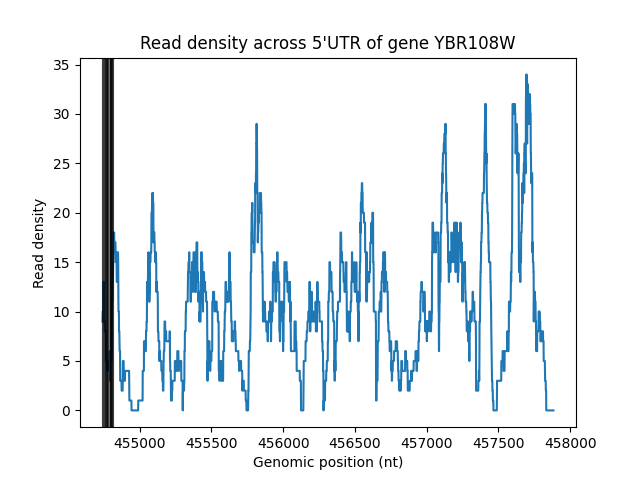 Read density across 5'UTR of gene YBR108W
35
30
25
20
15
10
5
0
Read density
455000 455500 456000 456500 457000 457500 458000
Genomic position (nt)